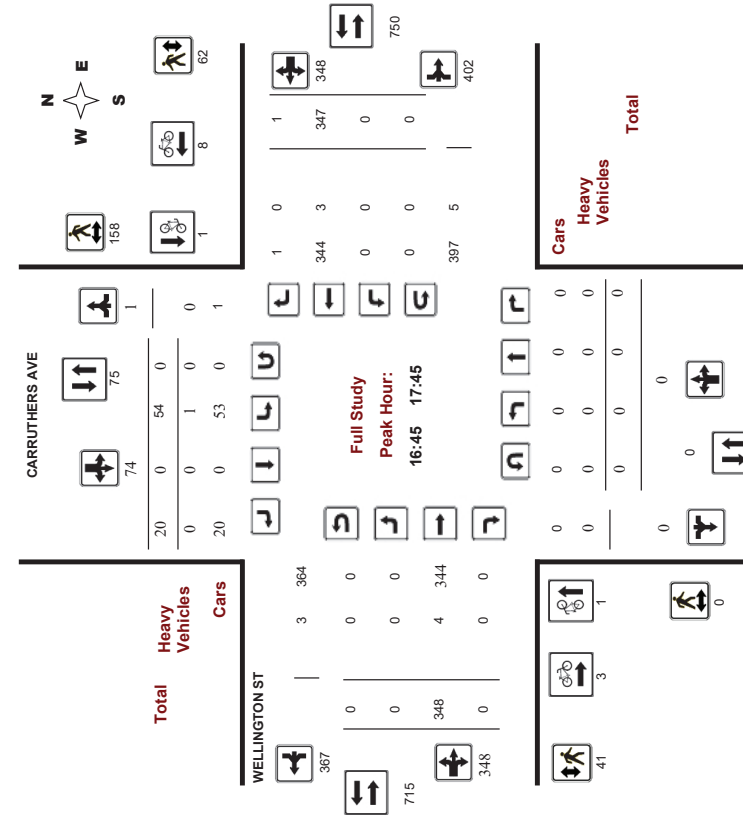 CARRUTHERS AVE
N
W E
S
74
75
1
158
62
1
8
Total 20 0 54 0
Heavy Vehicles 0 0 1 0 0
Cars 20 0 53 0 1
WELLINGTON ST
367
3 364
715
0 0 0
0 0 0
348 348 4 344
0 0 0
Full Study
Peak Hour:
16:45 17:45
1 0 1
344 3 347
0 0 0
0 0 0
397 5
348
750
402
Cars
Heavy
Vehicles
Total
0 0 0 0 0
0 0 0 0 0
0 0 0 0
0 0
0
41
3
1
0